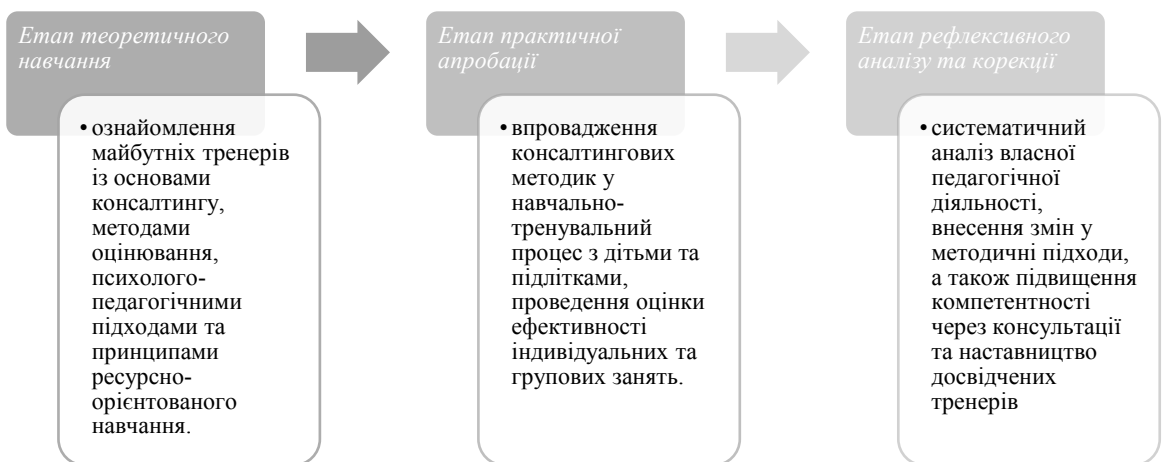 Етап теоретичного
навчання
• ознайомлення
майбутніх тренерів
із основами
консалтингу,
методами
оцінювання,
психолого-
педагогічними
підходами та
принципами
ресурсно-
орієнтованого
навчання.
Етап практичної
апробації
• впровадження
консалтингових
методик у
навчально-
тренувальний
процес з дітьми та
підлітками,
проведення оцінки
ефективності
індивідуальних та
групових занять.
Етап рефлексивного
аналізу та корекції
• систематичний
аналіз власної
педагогічної
діяльності,
внесення змін у
методичні підходи,
а також підвищення
компетентності
через консультації
та наставництво
досвідчених
тренерів